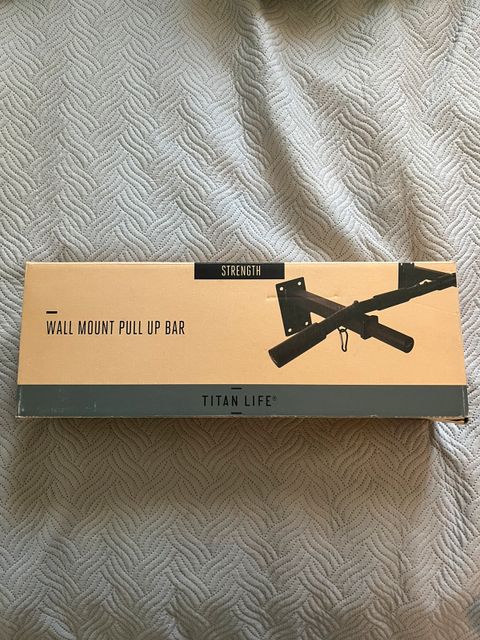 STRENGTH
WALL MOUNT PULL UP BAR
TITAN LIFE®